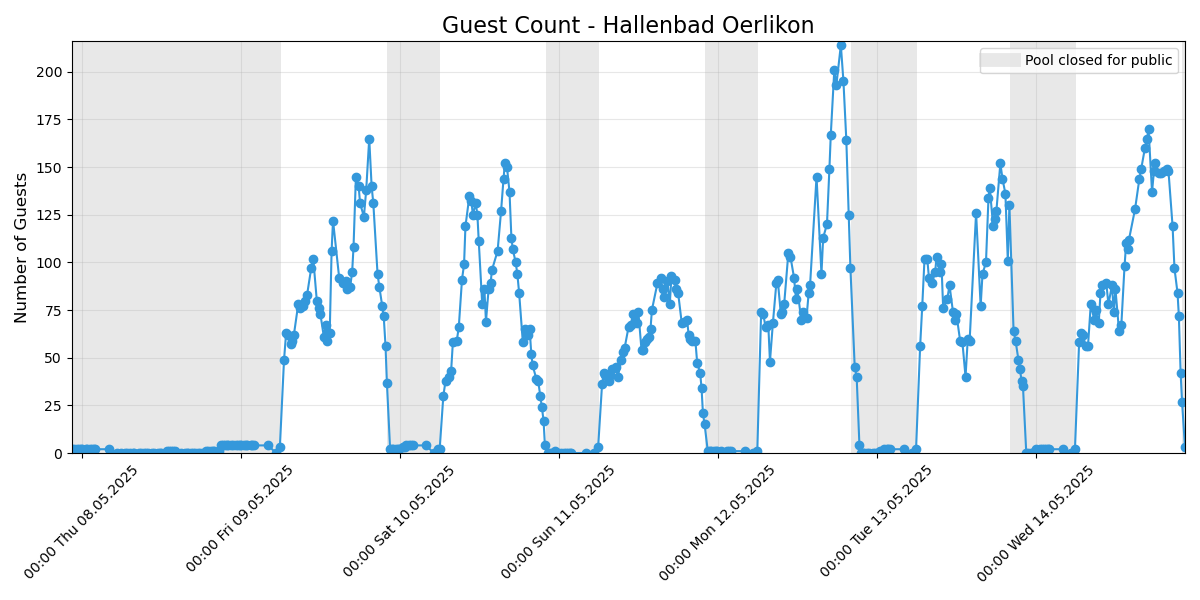 Guest Count - Hallenbad Oerlikon
Pool closed for public
Number of Guests
200
175
150
125
100
75
50
25
0
00:00 Thu 08.05.2025
00:00 Fri 09.05.2025
00:00 Sat 10.05.2025
00:00 Sun 11.05.2025
00:00 Mon 12.05.2025
00:00 Tue 13.05.2025
00:00 Wed 14.05.2025